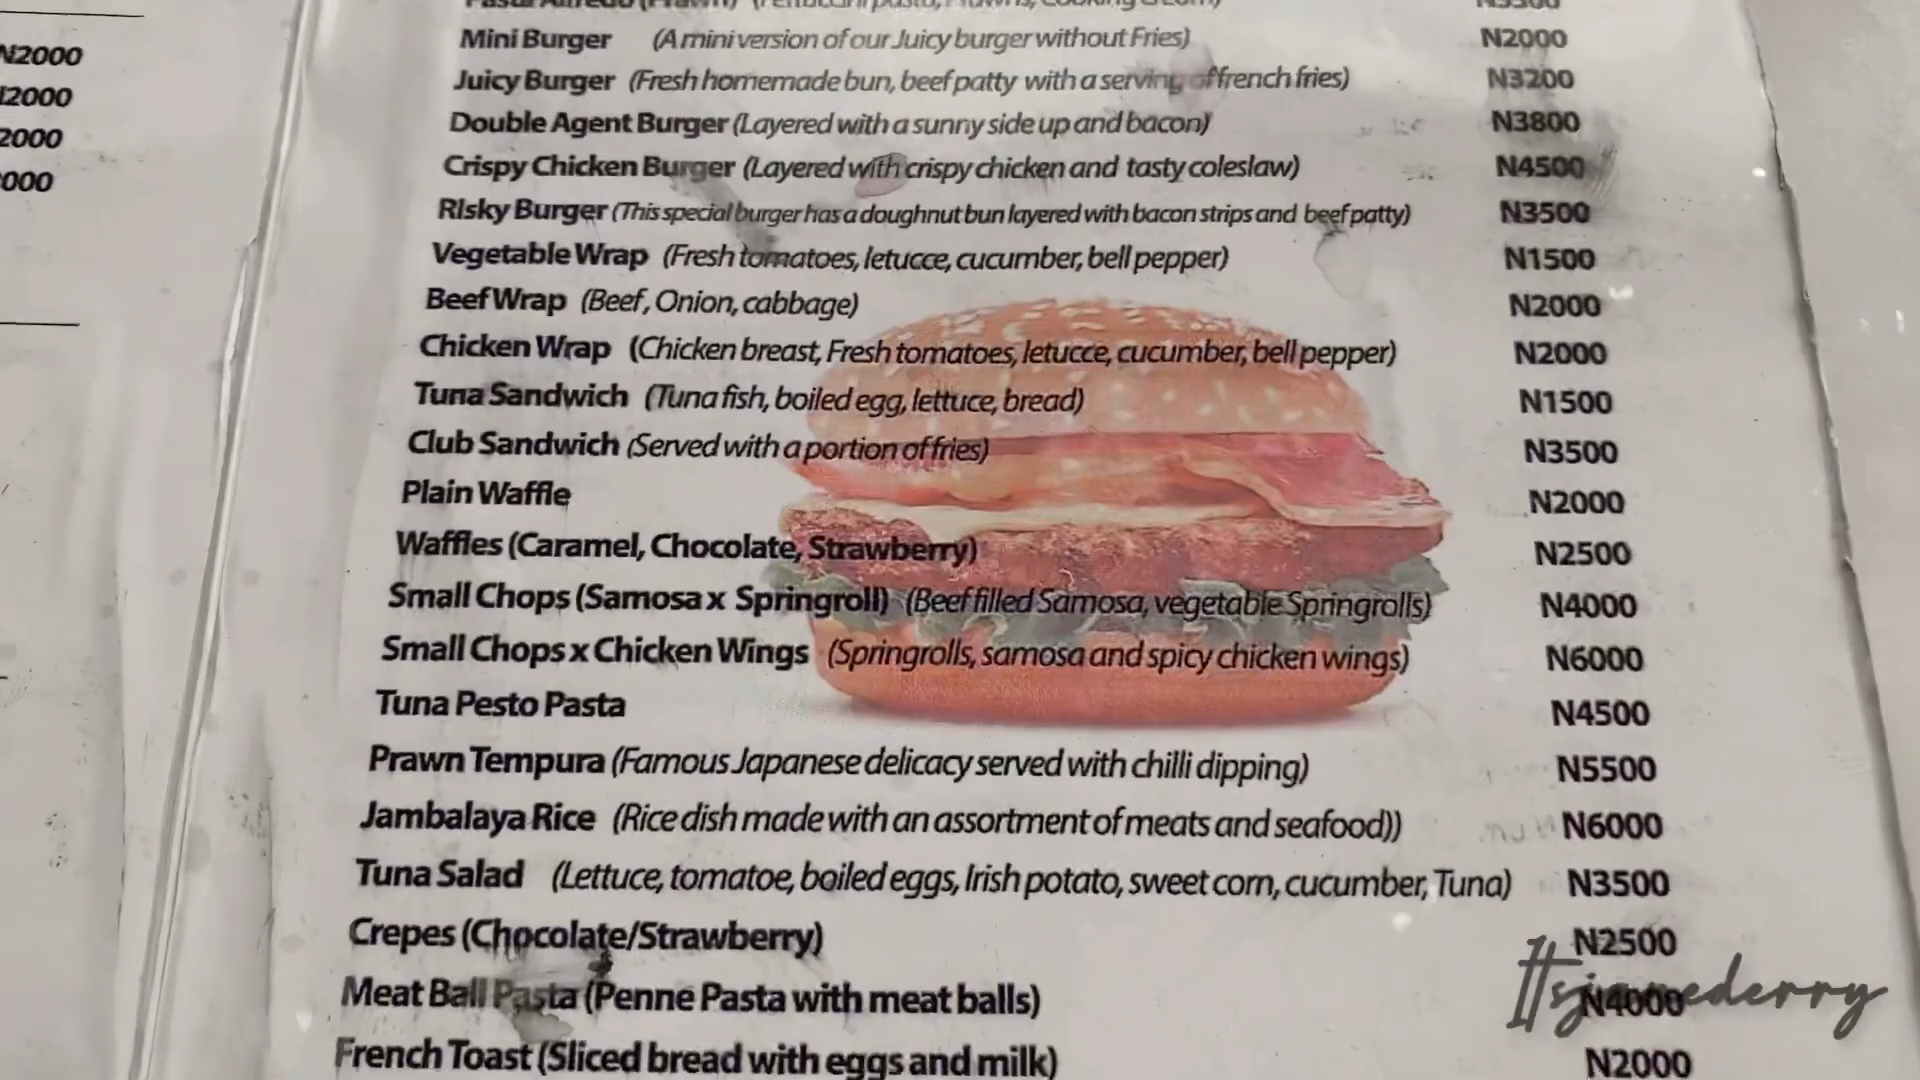 N2000
2000
2000
000
Pasta Alfredo (Prawn) (Fettuccini pasta, Prawns, Cooking cream) N5500
Mini Burger (A mini version of our Juicy burger without Fries) N2000
Juicy Burger (Fresh homemade bun, beef patty with a serving of french fries) N3200
Double Agent Burger (Layered with a sunny side up and bacon) N3800
Crispy Chicken Burger (Layered with crispy chicken and tasty coleslaw) N4500
RIsky Burger (This special burger has a doughnut bun layered with bacon strips and beef patty) N3500
Vegetable Wrap (Fresh tomatoes, letucce, cucumber, bell pepper) N1500
Beef Wrap (Beef, Onion, cabbage) N2000
Chicken Wrap (Chicken breast, Fresh tomatoes, letucce, cucumber, bell pepper) N2000
Tuna Sandwich (Tuna fish, boiled egg, lettuce, bread) N1500
Club Sandwich (Served with a portion of fries) N3500
Plain Waffle N2000
Waffles (Caramel, Chocolate, Strawberry) N2500
Small Chops (Samosa x Springroll) (Beef filled Samosa, vegetable Springrolls) N4000
Small Chops x Chicken Wings (Springrolls, samosa and spicy chicken wings) N6000
Tuna Pesto Pasta N4500
Prawn Tempura (Famous Japanese delicacy served with chilli dipping) N5500
Jambalaya Rice (Rice dish made with an assortment of meats and seafood)) N6000
Tuna Salad (Lettuce, tomatoe, boiled eggs, Irish potato, sweet corn, cucumber, Tuna) N3500
Crepes (Chocolate/Strawberry) N2500
Meat Ball Pasta (Penne Pasta with meat balls) N4000
French Toast (Sliced bread with eggs and milk) N2000